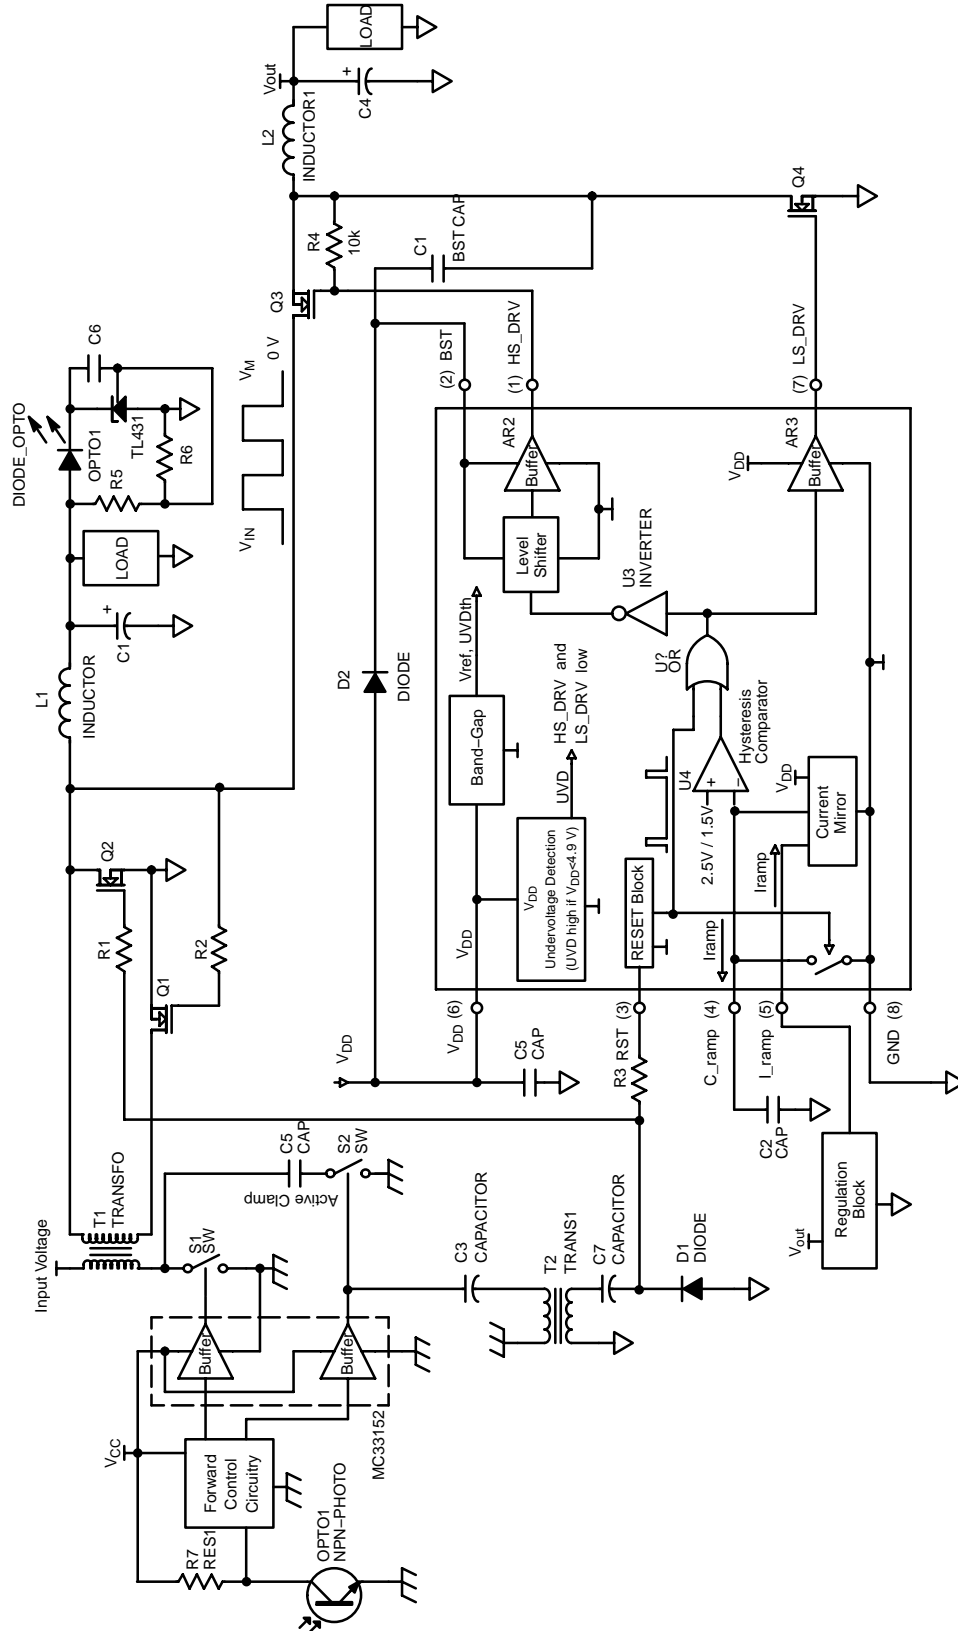 Input Voltage
T1
TRANSFO
S1
SW
VCC
Forward
Control
Circuitry
Buffer
Buffer
MC33152
R7
RES1
OPTO1
NPN−PHOTO
C5
CAP
Active Clamp
S2
SW
C3
CAPACITOR
T2
TRANS1
C7
CAPACITOR
D1
DIODE
Q1
R1
R2
Q2
L1
INDUCTOR
C1
+
LOAD
R5
DIODE_OPTO
OPTO1
TL431
R6
C6
VIN
VM
0 V
Q3
R4
10k
L2
INDUCTOR1
Vout
+
C4
LOAD
VDD
D2
DIODE
C1
BST CAP
C5
CAP
VDD (6)
VDD
Band−Gap
Vref, UVDth
VDD
Undervoltage Detection
(UVD high if VDD<4.9 V)
UVD
HS_DRV and
LS_DRV low
Level
Shifter
Buffer
AR2
(2) BST
(1) HS_DRV
U3
INVERTER
R3
RST (3)
RESET Block
U?
OR
U4
+
−
2.5V / 1.5V
Hysteresis
Comparator
VDD
Buffer
AR3
(7) LS_DRV
Q4
Iramp
Iramp
VDD
Current
Mirror
C_ramp (4)
I_ramp (5)
GND (8)
C2
CAP
Vout
Regulation
Block